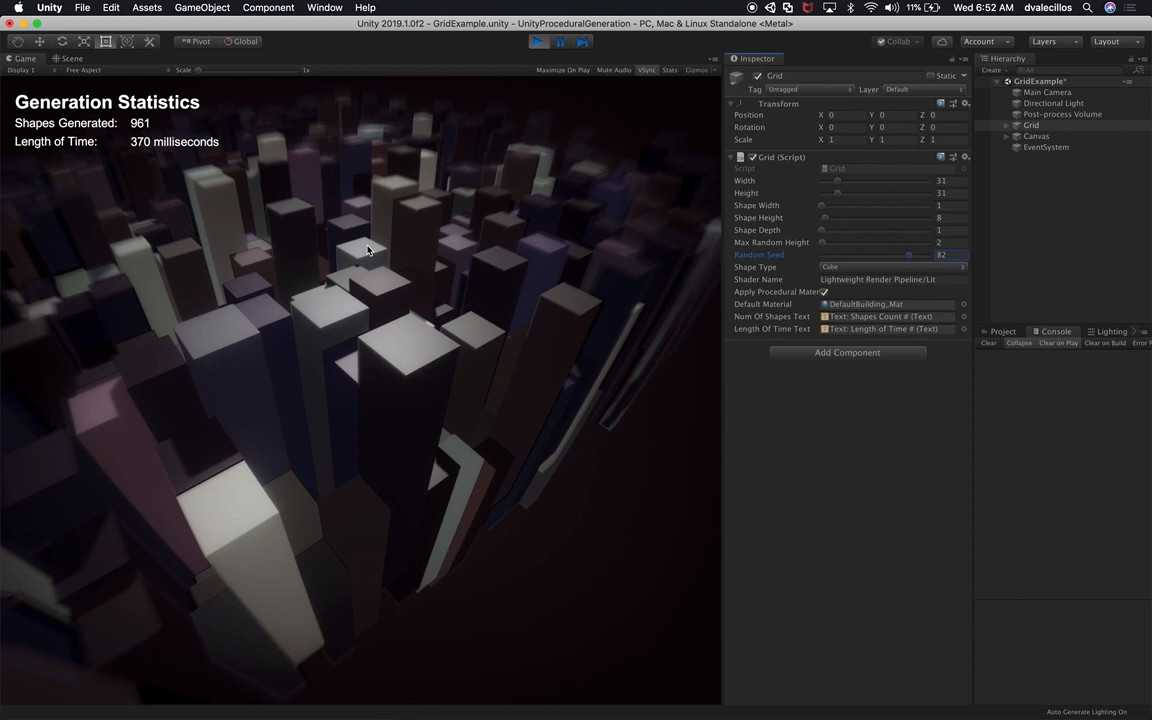 Unity File Edit Assets GameObject Component Window Help 11% Wed 6:52 AM dvalecillos
Unity 2019.1.0f2 - GridExample.unity - UnityProceduralGeneration - PC, Mac & Linux Standalone <Metal>
Pivot Global Collab Account Layers Layout
Game Scene
Display 1 Free Aspect Scale 1x Maximize On Play Mute Audio VSync Stats Gizmos
Generation Statistics
Shapes Generated: 961
Length of Time: 370 milliseconds
Inspector
Grid Static
Tag Untagged Layer Default
Transform
Position X 0 Y 0 Z 0
Rotation X 0 Y 0 Z 0
Scale X 1 Y 1 Z 1
Grid (Script)
Script Grid
Width 31
Height 31
Shape Width 1
Shape Height 8
Shape Depth 1
Max Random Height 2
Random Seed 82
Shape Type Cube
Shader Name Lightweight Render Pipeline/Lit
Apply Procedural Mater
Default Material DefaultBuilding_Mat
Num Of Shapes Text Text: Shapes Count # (Text)
Length Of Time Text Text: Length of Time # (Text)
Add Component
Hierarchy
Create All
GridExample*
Main Camera
Directional Light
Post-process Volume
Grid
Canvas
EventSystem
Project Console Lighting
Clear Collapse Clear on Play Clear on Build Error P
Auto Generate Lighting On